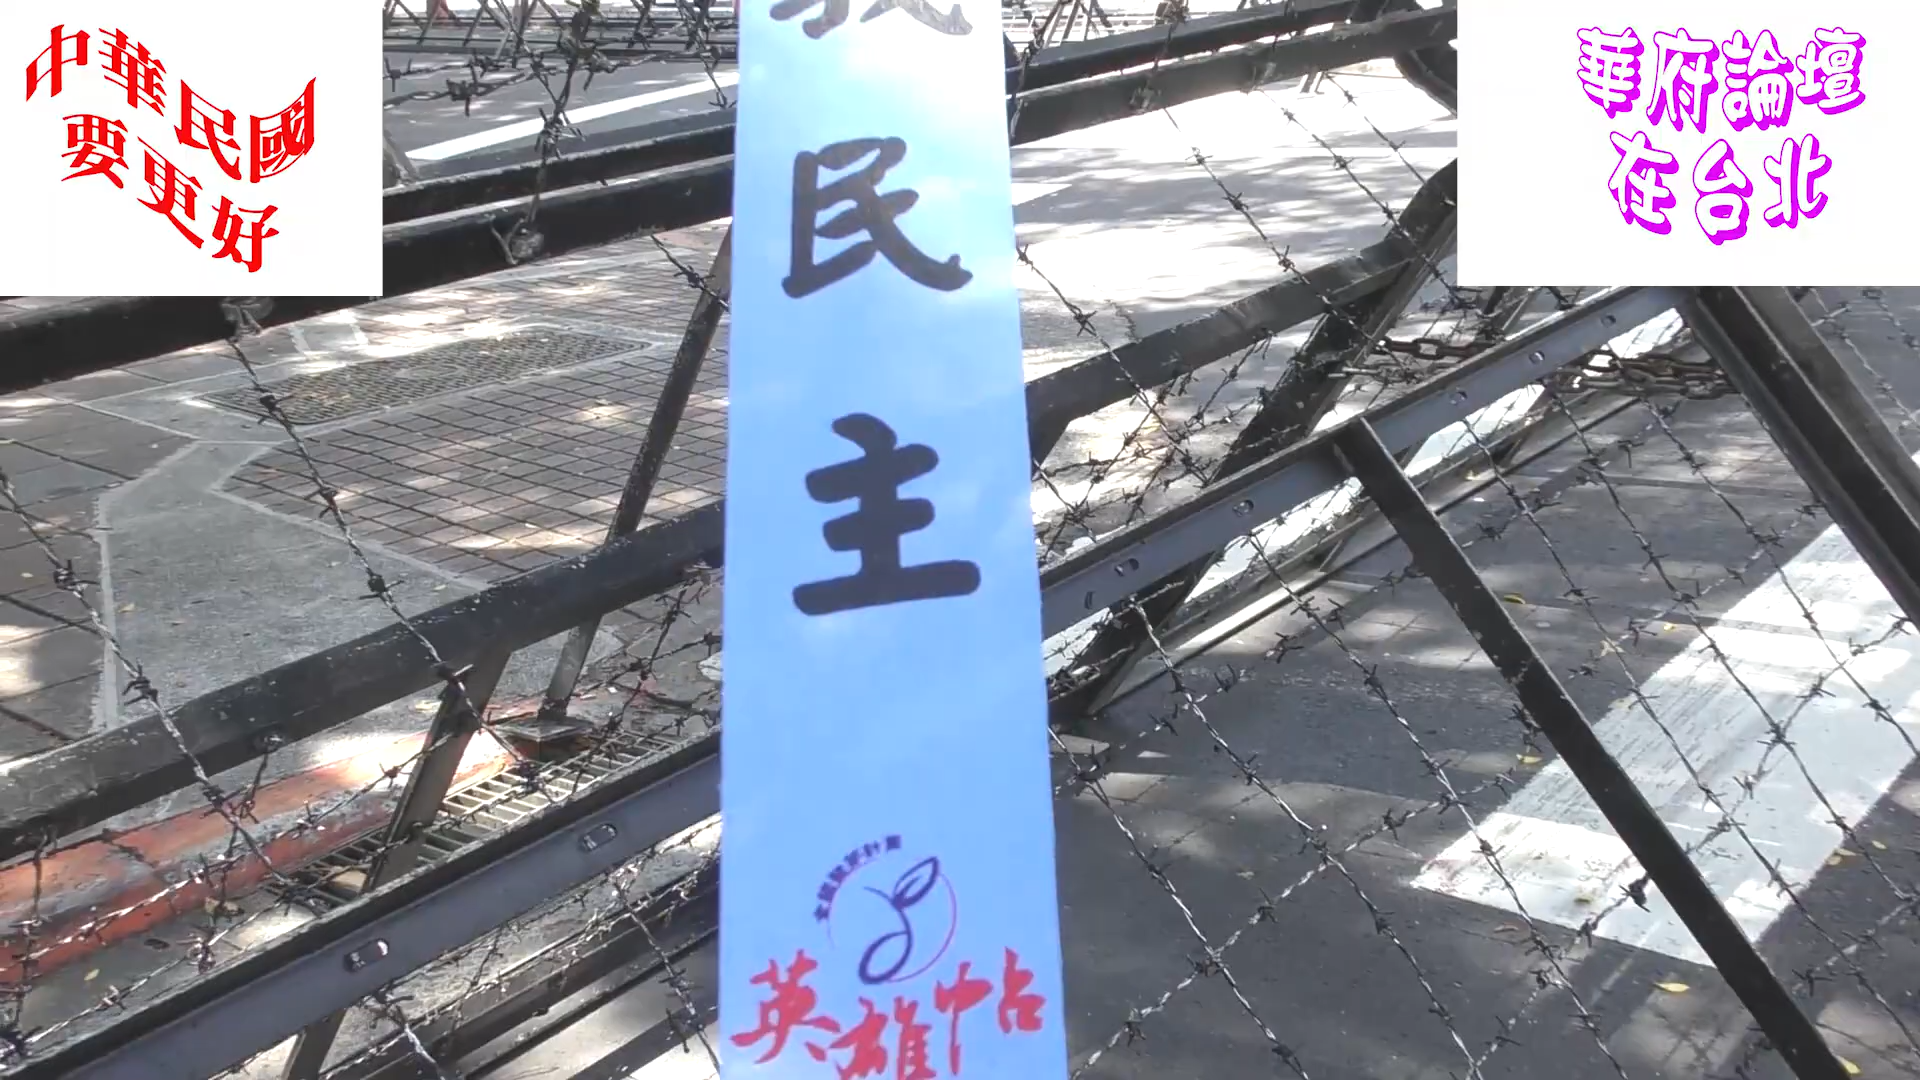 中華民國
要更好
華府論壇
在台北
民主
英雄帖